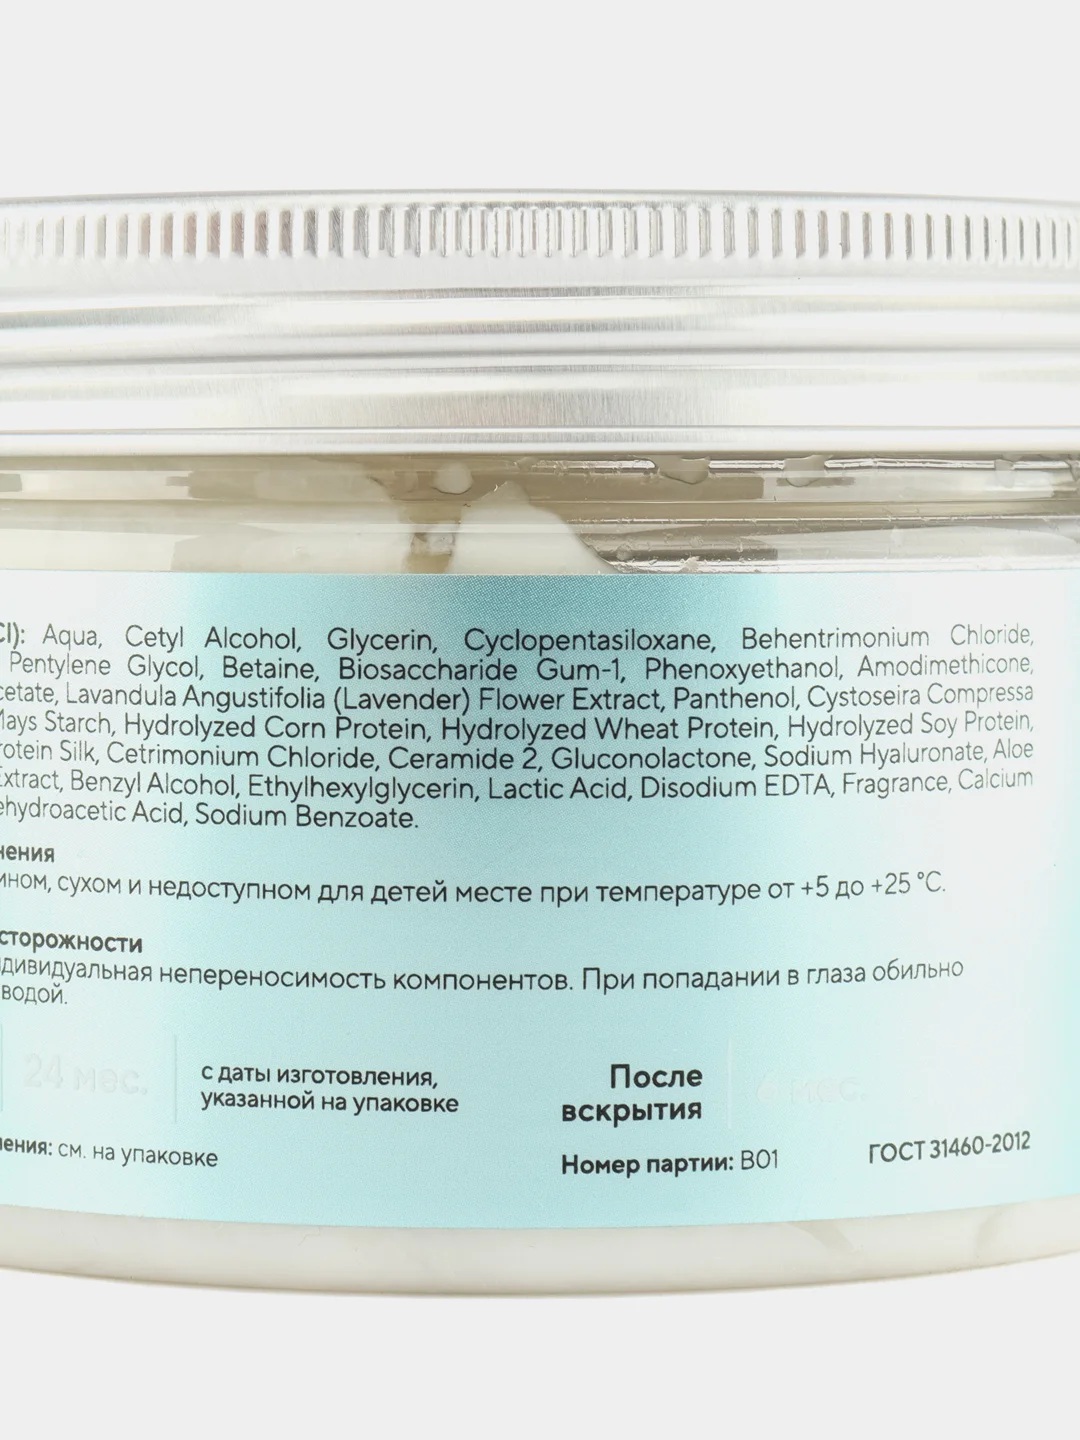 CI): Aqua, Cetyl Alcohol, Glycerin, Cyclopentasiloxane, Behentrimonium Chloride,
Pentylene Glycol, Betaine, Biosaccharide Gum-1, Phenoxyethanol, Amodimethicone,
cetate, Lavandula Angustifolia (Lavender) Flower Extract, Panthenol, Cystoseira Compressa
Mays Starch, Hydrolyzed Corn Protein, Hydrolyzed Wheat Protein, Hydrolyzed Soy Protein,
rotein Silk, Cetrimonium Chloride, Ceramide 2, Gluconolactone, Sodium Hyaluronate, Aloe
Extract, Benzyl Alcohol, Ethylhexylglycerin, Lactic Acid, Disodium EDTA, Fragrance, Calcium
ehydroacetic Acid, Sodium Benzoate.
нения
ином, сухом и недоступном для детей месте при температуре от +5 до +25 °C.
сторожности
дивидуальная непереносимость компонентов. При попадании в глаза обильно
водой.
24 мес.
с даты изготовления,
указанной на упаковке
После
вскрытия
6 мес.
ения: см. на упаковке
Номер партии: B01
ГОСТ 31460-2012